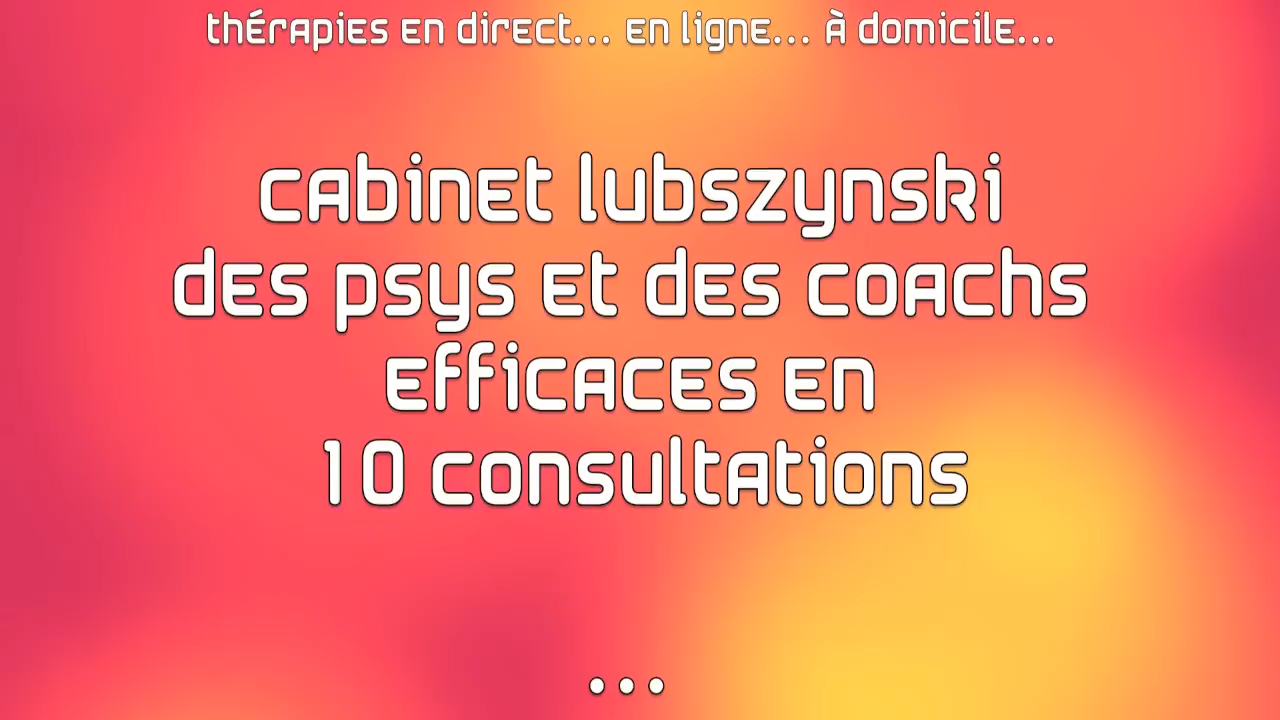 thérapies en direct... en ligne... À domicile...
cabinet lubszynski
des psys et des coachs
efficaces en
10 consultations
...